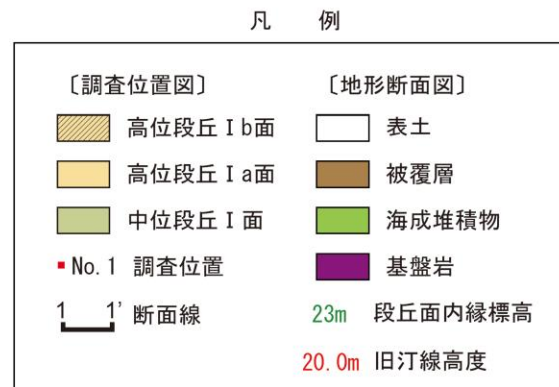 凡 例
〔調査位置図〕
高位段丘Ⅰb面
高位段丘Ⅰa面
中位段丘Ⅰ面
No.1 調査位置
1 1' 断面線
〔地形断面図〕
表土
被覆層
海成堆積物
基盤岩
23m 段丘面内縁標高
20.0m 旧汀線高度